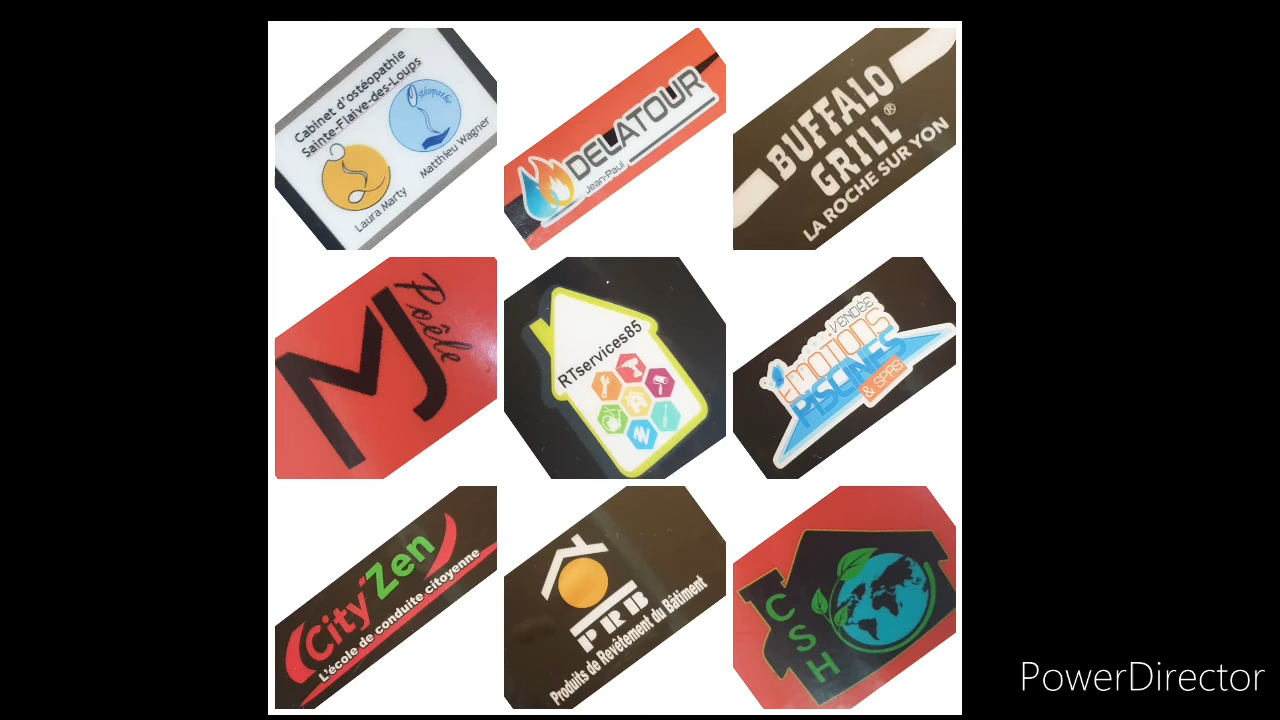 Cabinet d'ostéopathie
Sainte-Flaive-des-Loups
Ostéopathe
Laura Marty
Matthieu Wagner
DELATOUR
Jean-Paul
BUFFALO
GRILL®
LA ROCHE SUR YON
MJ
Poêle
RTservices85
VENDÉE
ÉMOTIONS
PISCINES
& SPAS
City'Zen
L'école de conduite citoyenne
PRB
Produits de Revêtement du Bâtiment
CSH
PowerDirector